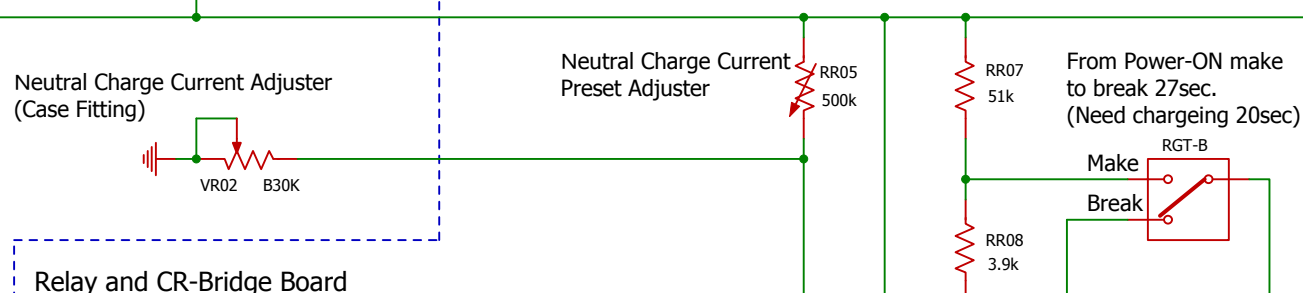 Neutral Charge Current Adjuster
(Case Fitting)
VR02 B30K
Neutral Charge Current
Preset Adjuster
RR05
500k
RR07
51k
From Power-ON make
to break 27sec.
(Need chargeing 20sec)
RGT-B
Make
Break
RR08
3.9k
Relay and CR-Bridge Board